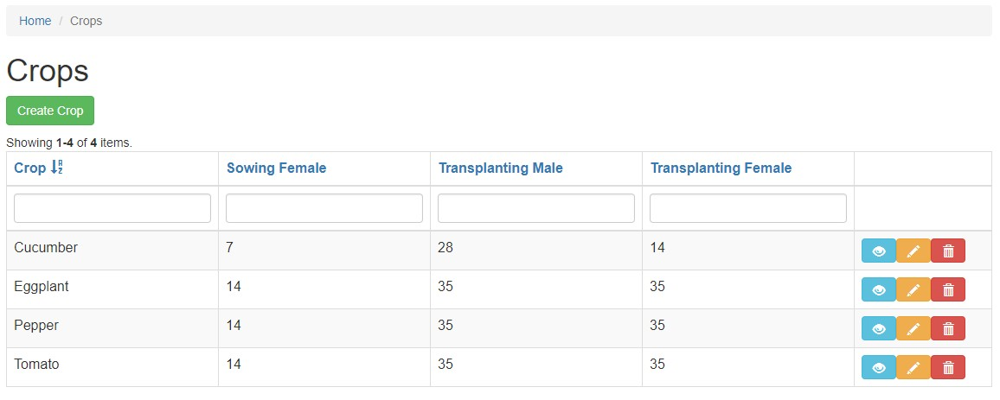 Home / Crops
Crops
Create Crop
Showing 1-4 of 4 items.
Crop Sowing Female Transplanting Male Transplanting Female
Cucumber 7 28 14
Eggplant 14 35 35
Pepper 14 35 35
Tomato 14 35 35